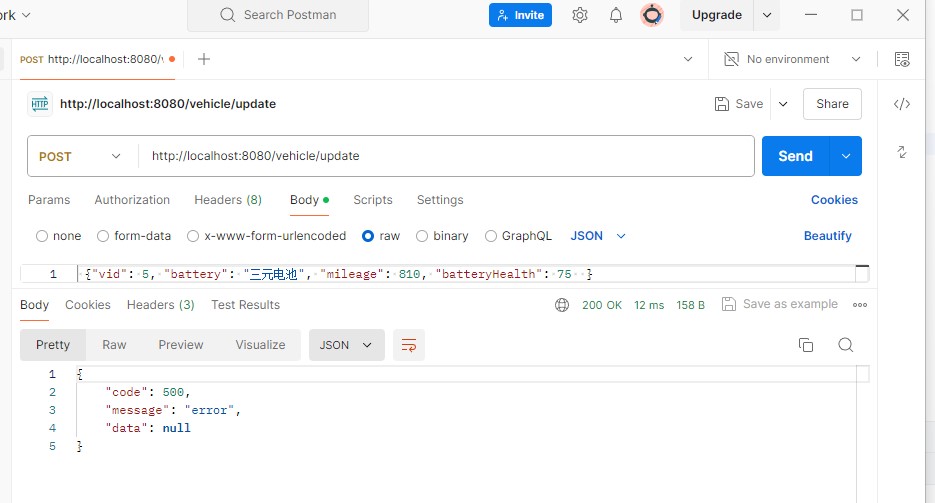 ork
Search Postman
Invite
Upgrade
POST http://localhost:8080/
No environment
HTTP http://localhost:8080/vehicle/update
Save
Share
POST
http://localhost:8080/vehicle/update
Send
Params
Authorization
Headers (8)
Body
Scripts
Settings
Cookies
none
form-data
x-www-form-urlencoded
raw
binary
GraphQL
JSON
Beautify
1 {"vid": 5, "battery": "三元电池", "mileage": 810, "batteryHealth": 75 }
Body
Cookies
Headers (3)
Test Results
200 OK
12 ms
158 B
Save as example
Pretty
Raw
Preview
Visualize
JSON
1 {
2 "code": 500,
3 "message": "error",
4 "data": null
5 }